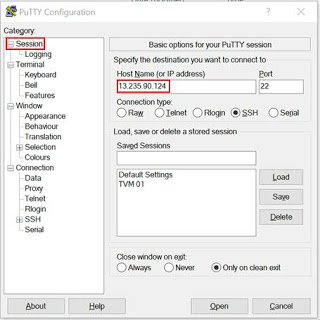 PuTTY Configuration
?
Category:
Session
Logging
Terminal
Keyboard
Bell
Features
Window
Appearance
Behaviour
Translation
Selection
Colours
Connection
Data
Proxy
Telnet
Rlogin
SSH
Serial
Basic options for your PuTTY session
Specify the destination you want to connect to
Host Name (or IP address) Port
13.235.90.124 22
Connection type:
Raw Telnet Rlogin SSH Serial
Load, save or delete a stored session
Saved Sessions
Default Settings
TVM 01
Load
Save
Delete
Close window on exit:
Always Never Only on clean exit
About Help Open Cancel